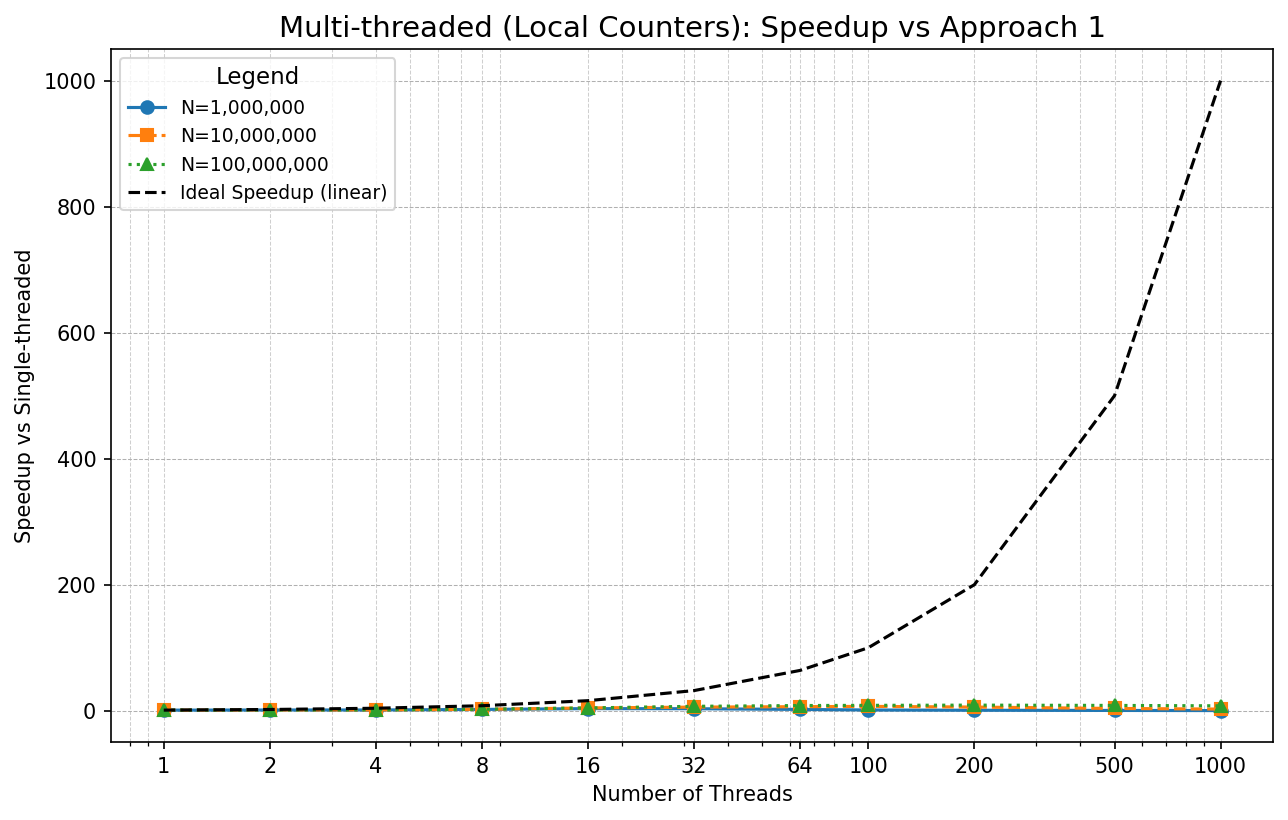 Multi-threaded (Local Counters): Speedup vs Approach 1
Legend
N=1,000,000
N=10,000,000
N=100,000,000
Ideal Speedup (linear)
Speedup vs Single-threaded
1000
800
600
400
200
0
1 2 4 8 16 32 64 100 200 500 1000
Number of Threads